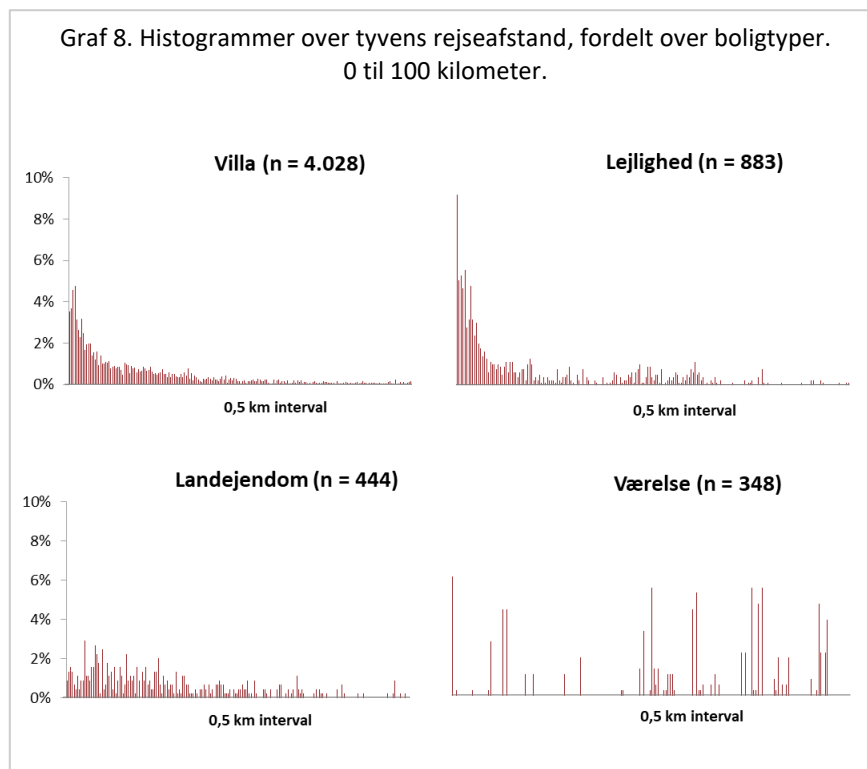 Graf 8. Histogrammer over tyvens rejseafstand, fordelt over boligtyper.
0 til 100 kilometer.
Villa (n = 4.028)
10%
8%
6%
4%
2%
0%
0,5 km interval
Lejlighed (n = 883)
0,5 km interval
Landejendom (n = 444)
10%
8%
6%
4%
2%
0%
0,5 km interval
Værelse (n = 348)
0,5 km interval